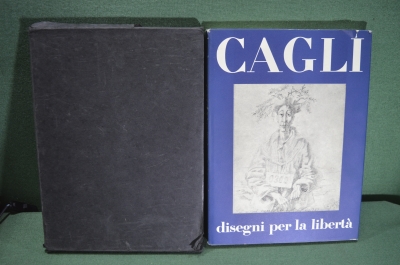 CAGLI
disegni per la libertà